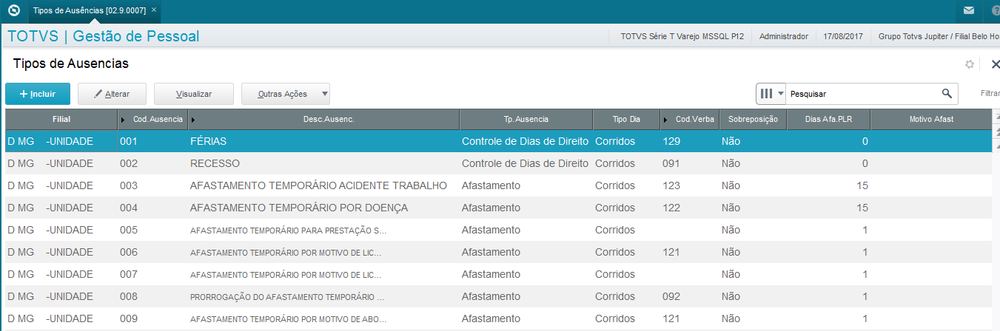 Tipos de Ausências [02.9.0007] ×
TOTVS | Gestão de Pessoal
TOTVS Série T Varejo MSSQL P12 Administrador 17/08/2017 Grupo Totvs Jupiter / Filial Belo Ho
Tipos de Ausencias
+ Incluir Alterar Visualizar Outras Ações Pesquisar Filtrar
Filial Cod.Ausencia Desc.Ausenc. Tp.Ausencia Tipo Dia Cod.Verba Sobreposição Dias Afa.PLR Motivo Afast
D MG -UNIDADE 001 FÉRIAS Controle de Dias de Direito Corridos 129 Não 0
D MG -UNIDADE 002 RECESSO Controle de Dias de Direito Corridos 091 Não 0
D MG -UNIDADE 003 AFASTAMENTO TEMPORÁRIO ACIDENTE TRABALHO Afastamento Corridos 123 Não 15
D MG -UNIDADE 004 AFASTAMENTO TEMPORÁRIO POR DOENÇA Afastamento Corridos 122 Não 15
D MG -UNIDADE 005 AFASTAMENTO TEMPORÁRIO PARA PRESTAÇÃO S... Afastamento Corridos Não 1
D MG -UNIDADE 006 AFASTAMENTO TEMPORÁRIO POR MOTIVO DE LIC... Afastamento Corridos 121 Não 1
D MG -UNIDADE 007 AFASTAMENTO TEMPORÁRIO POR MOTIVO DE LIC... Afastamento Corridos Não 1
D MG -UNIDADE 008 PRORROGAÇÃO DO AFASTAMENTO TEMPORÁRIO ... Afastamento Corridos 092 Não 1
D MG -UNIDADE 009 AFASTAMENTO TEMPORÁRIO POR MOTIVO DE ABO... Afastamento Corridos 121 Não 1